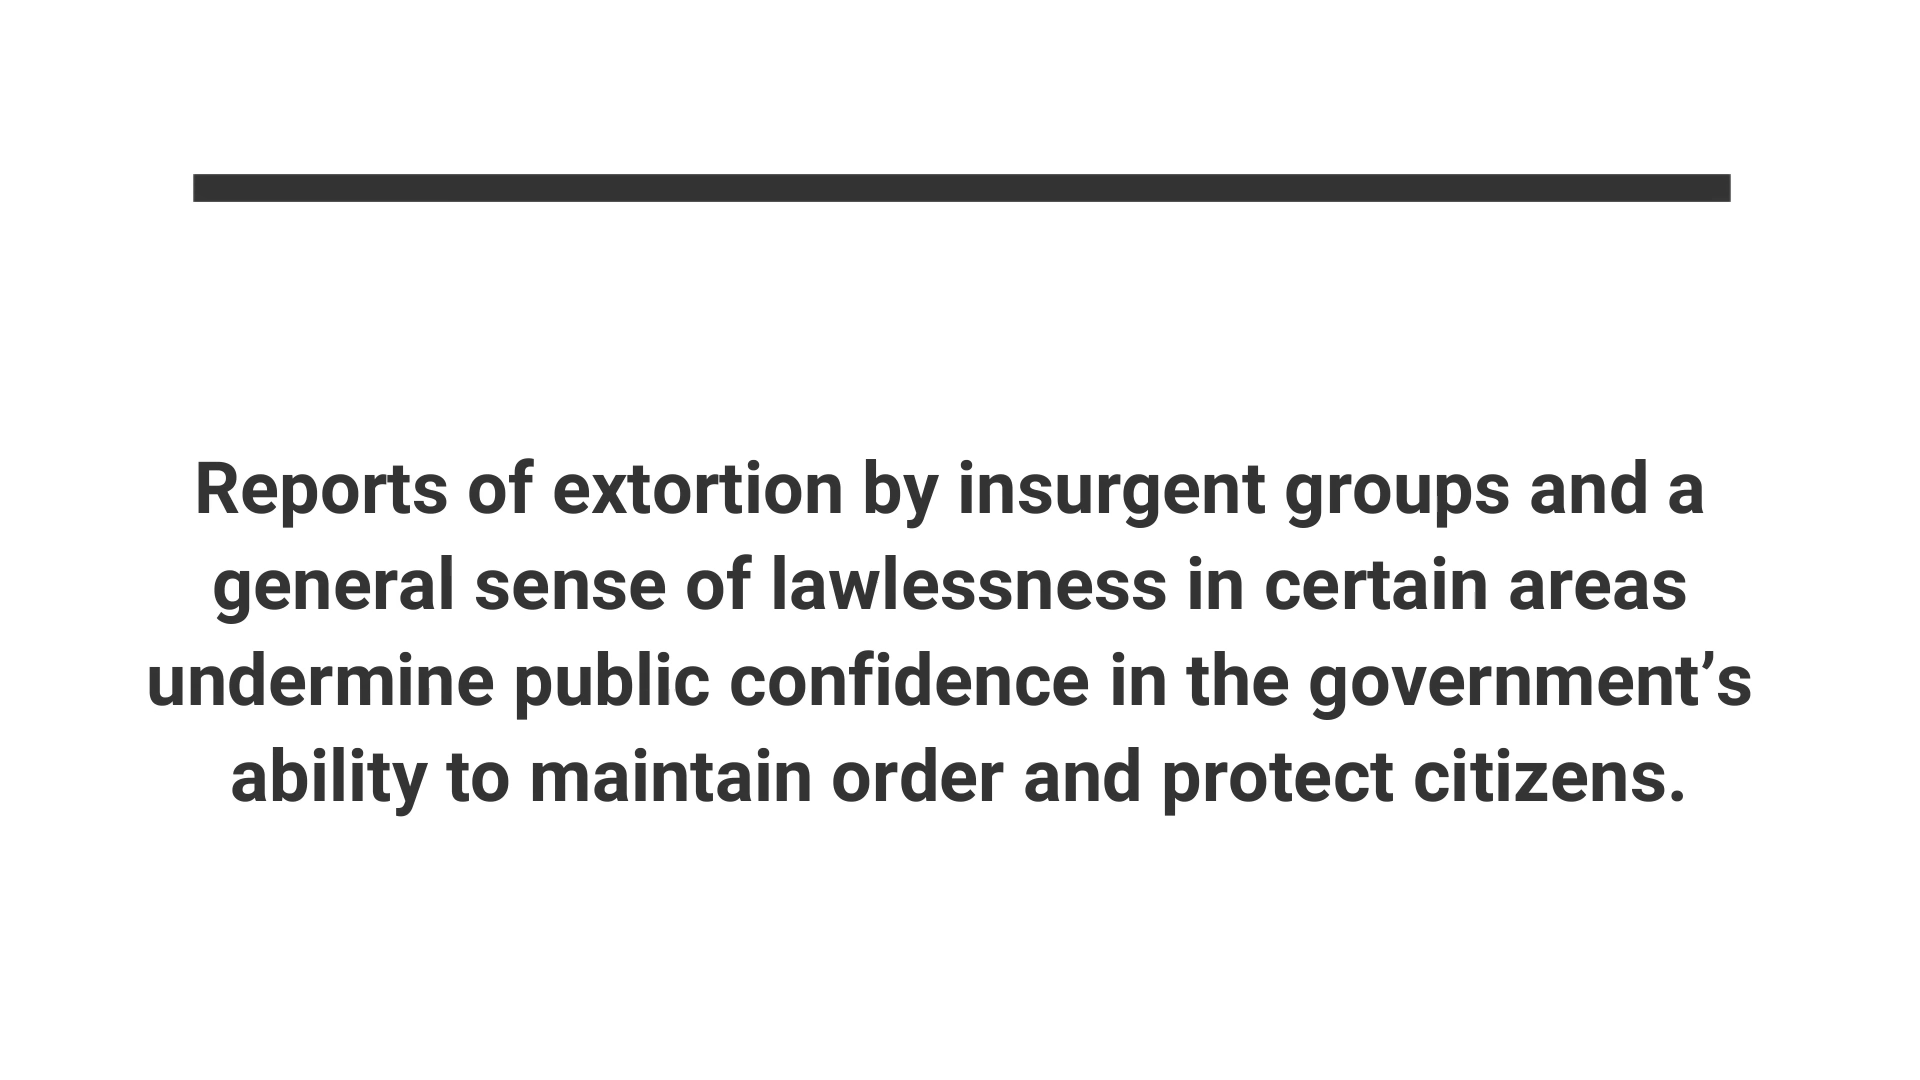 Reports of extortion by insurgent groups and a
general sense of lawlessness in certain areas
undermine public confidence in the government’s
ability to maintain order and protect citizens.